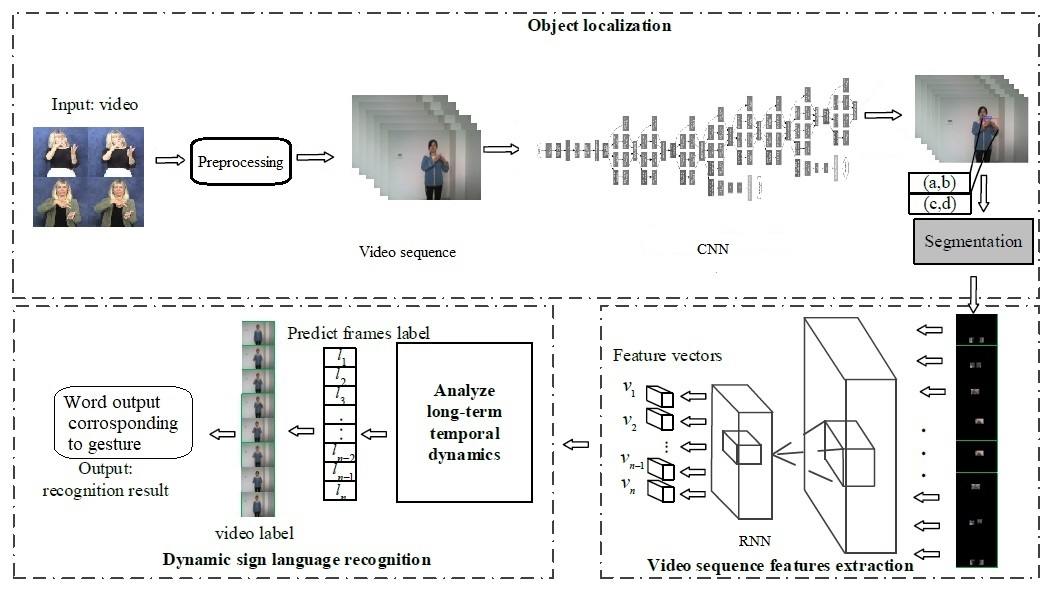 Object localization
Input: video
Preprocessing
(a,b)
(c,d)
Segmentation
Video sequence
CNN
Predict frames label
l1
l2
l3
.
:
ln-2
ln-1
ln
Analyze
long-term
temporal
dynamics
Word output
corrosponding
to gesture
Output:
recognition result
video label
Dynamic sign language recognition
Feature vectors
v1
v2
⋮
vn-1
vn
RNN
Video sequence features extraction